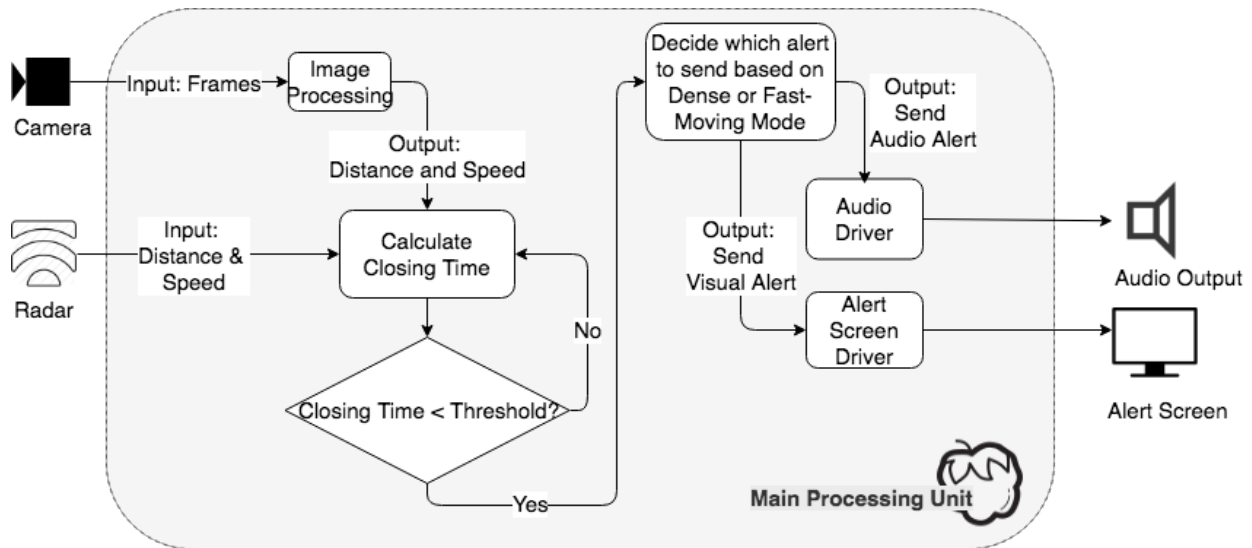 Camera
Input: Frames
Image
Processing
Output:
Distance and Speed
Radar
Input:
Distance &
Speed
Calculate
Closing Time
Closing Time < Threshold?
No
Yes
Decide which alert
to send based on
Dense or Fast-
Moving Mode
Output:
Send
Audio Alert
Audio
Driver
Audio Output
Output:
Send
Visual Alert
Alert
Screen
Driver
Alert Screen
Main Processing Unit